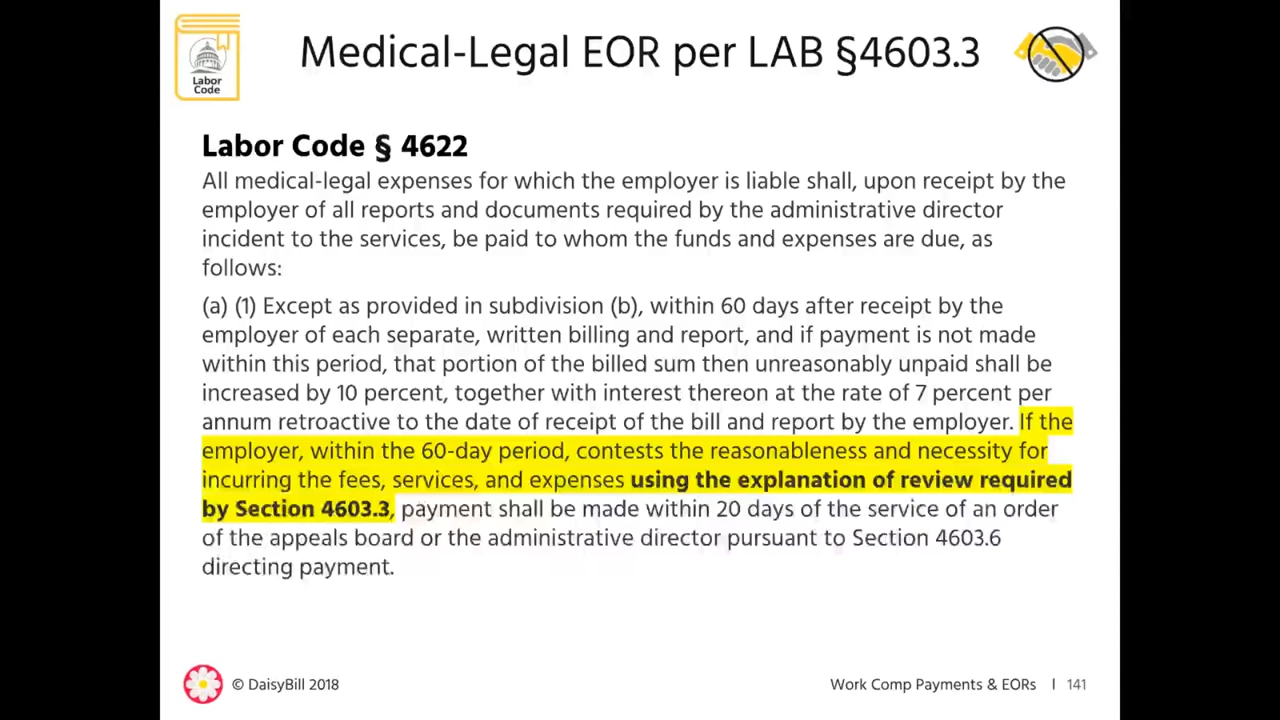 Labor
Code
Medical-Legal EOR per LAB §4603.3
Labor Code § 4622
All medical-legal expenses for which the employer is liable shall, upon receipt by the
employer of all reports and documents required by the administrative director
incident to the services, be paid to whom the funds and expenses are due, as
follows:
(a) (1) Except as provided in subdivision (b), within 60 days after receipt by the
employer of each separate, written billing and report, and if payment is not made
within this period, that portion of the billed sum then unreasonably unpaid shall be
increased by 10 percent, together with interest thereon at the rate of 7 percent per
annum retroactive to the date of receipt of the bill and report by the employer. If the
employer, within the 60-day period, contests the reasonableness and necessity for
incurring the fees, services, and expenses using the explanation of review required
by Section 4603.3, payment shall be made within 20 days of the service of an order
of the appeals board or the administrative director pursuant to Section 4603.6
directing payment.
© DaisyBill 2018
Work Comp Payments & EORs | 141